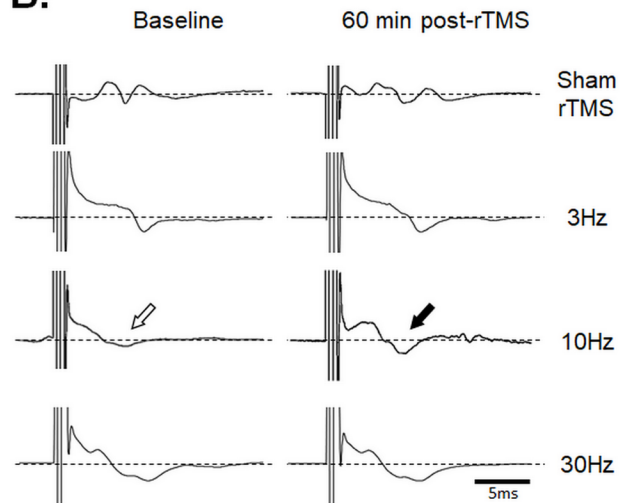 B.
Baseline
60 min post-rTMS
Sham
rTMS
3Hz
10Hz
30Hz
5ms